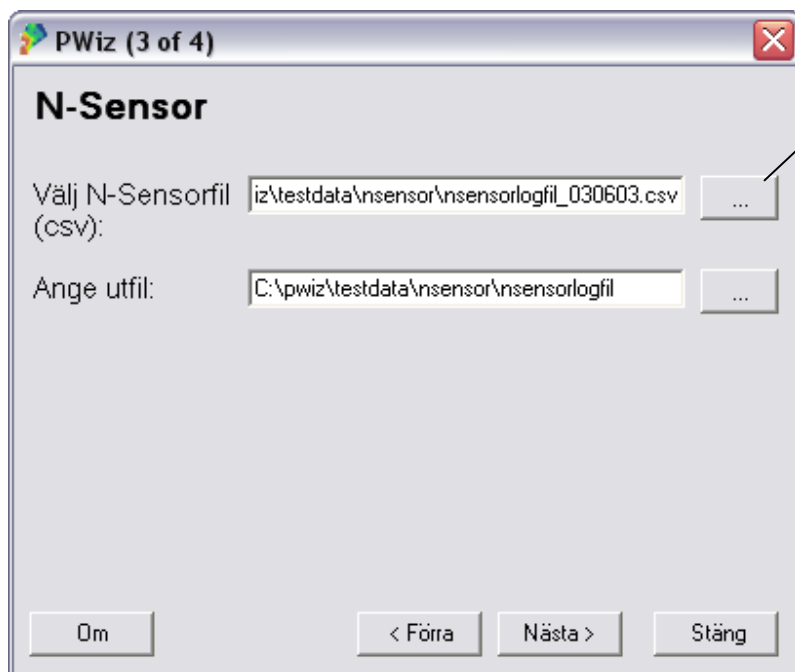 PWiz (3 of 4)
N-Sensor
Välj N-Sensorfil
(csv):
iz\testdata\nsensor\nsensorlogfil_030603.csv
...
Ange utfil:
C:\pwiz\testdata\nsensor\nsensorlogfil
...
Om
< Förra
Nästa >
Stäng